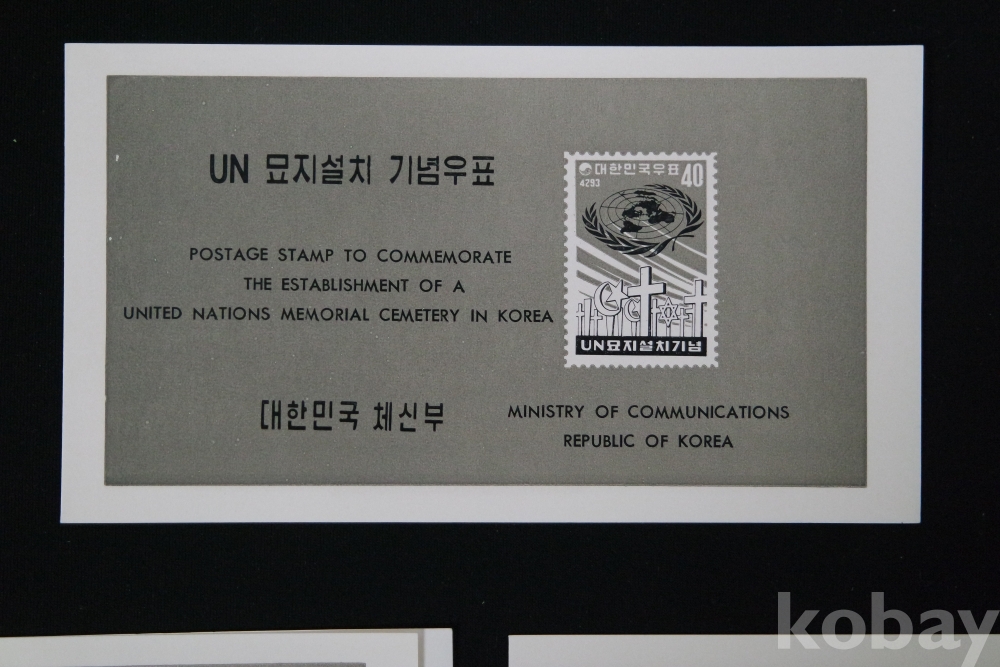 UN 묘지설치 기념우표
POSTAGE STAMP TO COMMEMORATE
THE ESTABLISHMENT OF A
UNITED NATIONS MEMORIAL CEMETERY IN KOREA
대한민국우표 40
4293
UN묘지설치기념
대한민국 체신부
MINISTRY OF COMMUNICATIONS
REPUBLIC OF KOREA
kobay